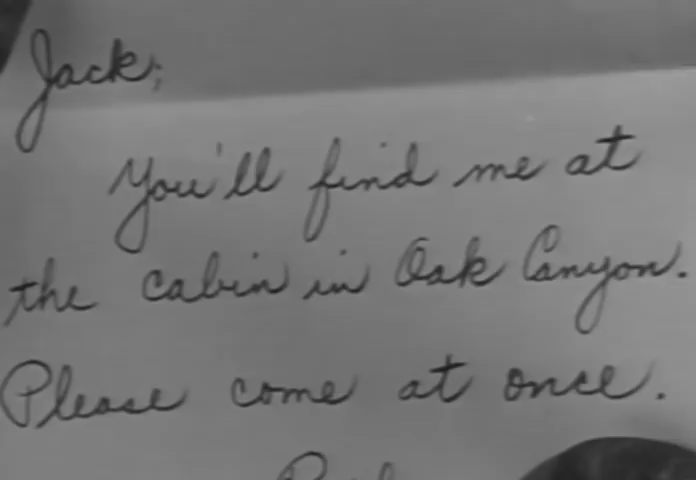 Jack;
You'll find me at
the cabin in Oak Canyon.
Please come at once.